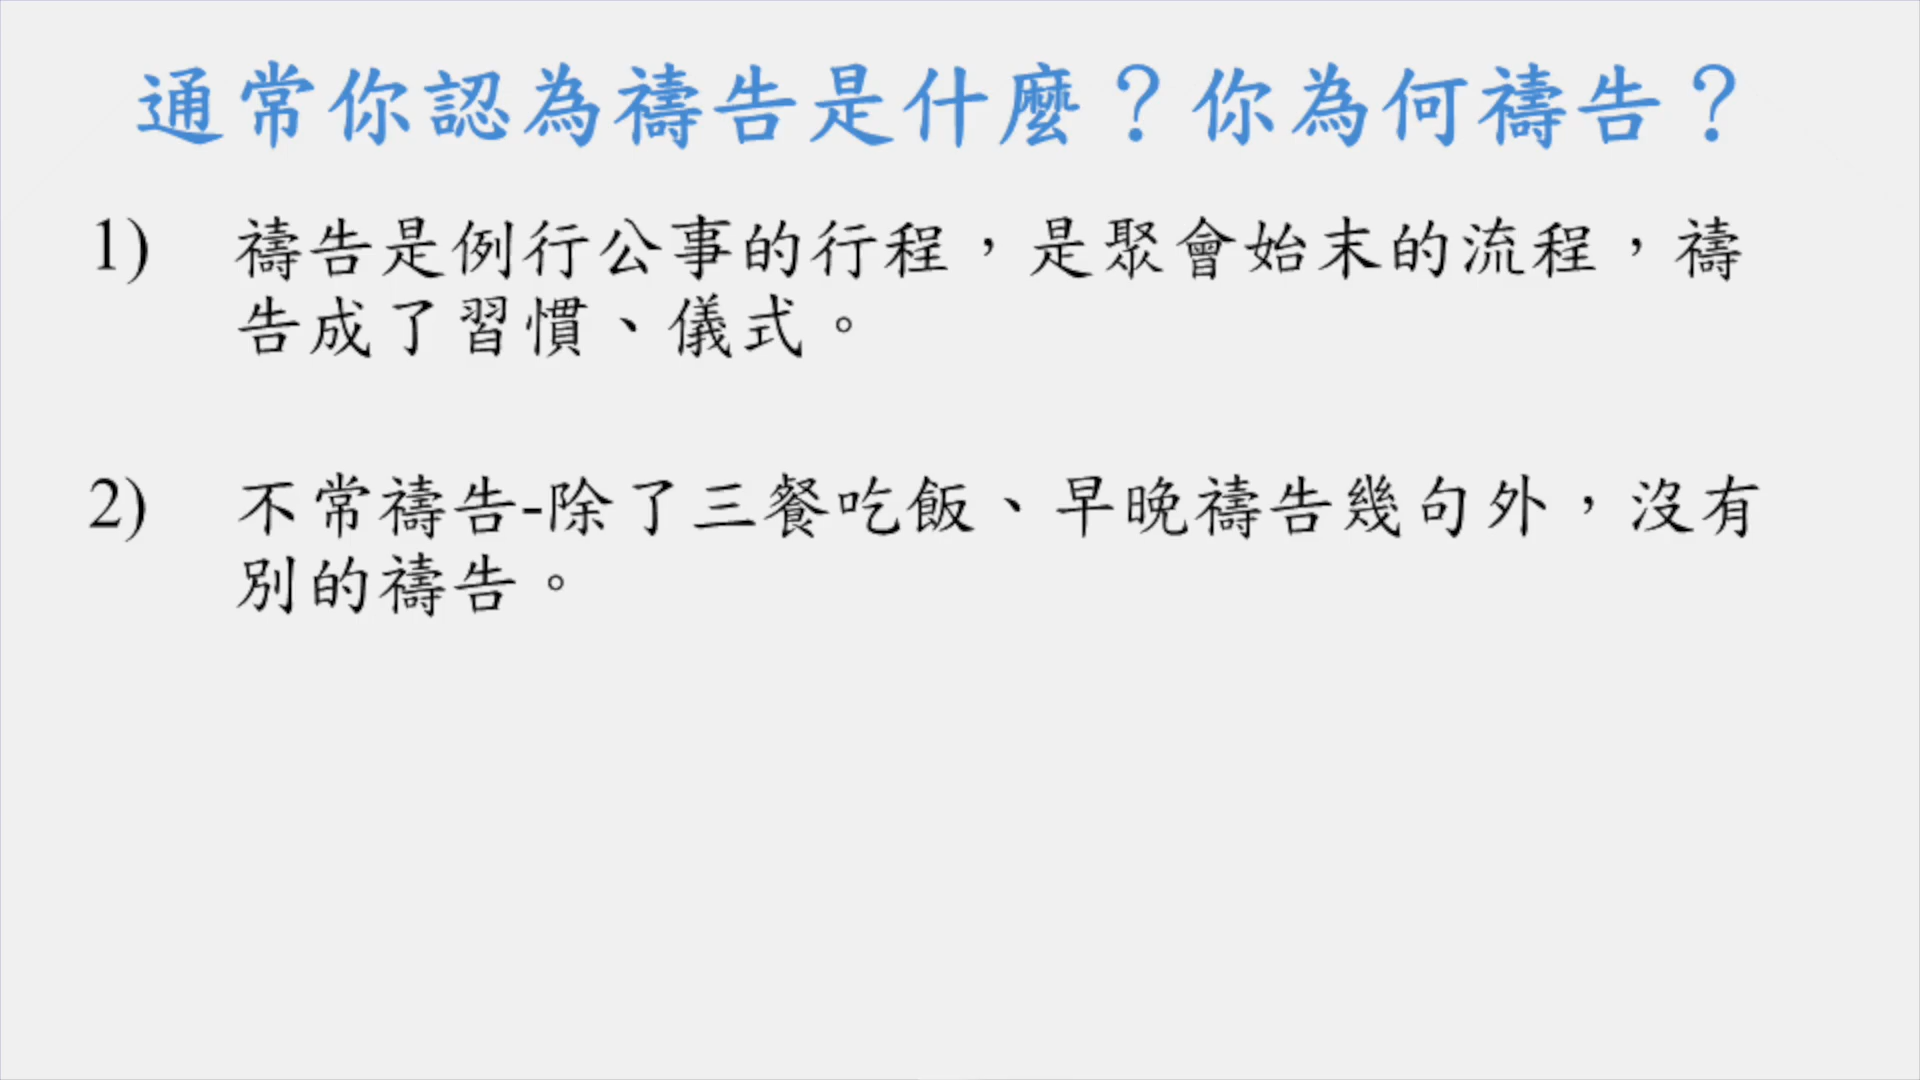 通常你認為禱告是什麼？你為何禱告？
1) 禱告是例行公事的行程，是聚會始末的流程，禱
告成了習慣、儀式。
2) 不常禱告-除了三餐吃飯、早晚禱告幾句外，沒有
別的禱告。